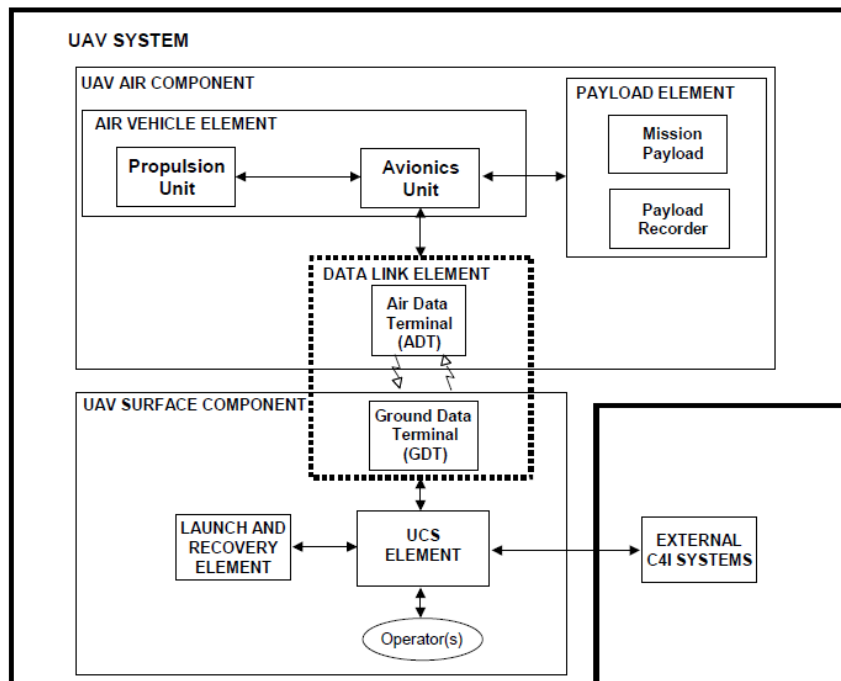 UAV SYSTEM
UAV AIR COMPONENT
PAYLOAD ELEMENT
AIR VEHICLE ELEMENT
Mission
Payload
Propulsion
Unit
Avionics
Unit
Payload
Recorder
DATA LINK ELEMENT
Air Data
Terminal
(ADT)
UAV SURFACE COMPONENT
Ground Data
Terminal
(GDT)
LAUNCH AND
RECOVERY
ELEMENT
UCS
ELEMENT
EXTERNAL
C4I SYSTEMS
Operator(s)